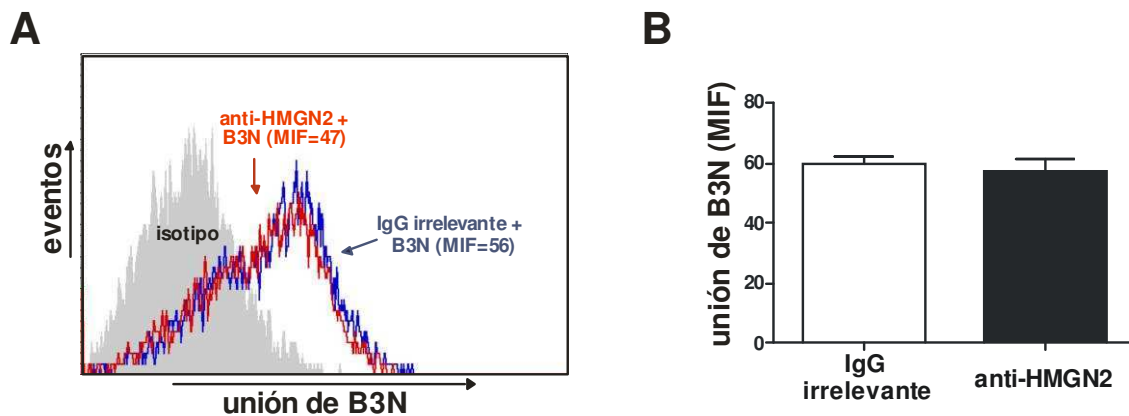 A
anti-HMGN2 +
B3N (MIF=47)
isotipo
IgG irrelevante +
B3N (MIF=56)
eventos
unión de B3N
B
unión de B3N (MIF)
80
60
40
20
0
IgG
irrelevante
anti-HMGN2